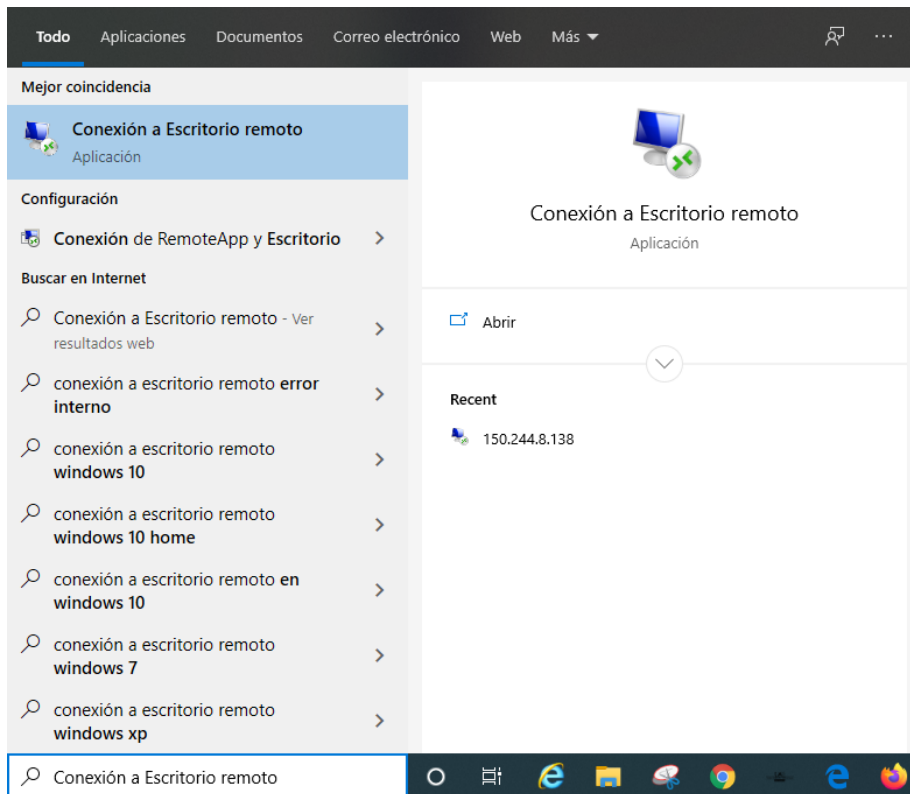 Todo Aplicaciones Documentos Correo electrónico Web Más
Mejor coincidencia
Conexión a Escritorio remoto
Aplicación
Configuración
Conexión de RemoteApp y Escritorio
Buscar en Internet
Conexión a Escritorio remoto - Ver
resultados web
conexión a escritorio remoto error
interno
conexión a escritorio remoto
windows 10
conexión a escritorio remoto
windows 10 home
conexión a escritorio remoto en
windows 10
conexión a escritorio remoto
windows 7
conexión a escritorio remoto
windows xp
Conexión a Escritorio remoto
Conexión a Escritorio remoto
Aplicación
Abrir
Recent
150.244.8.138